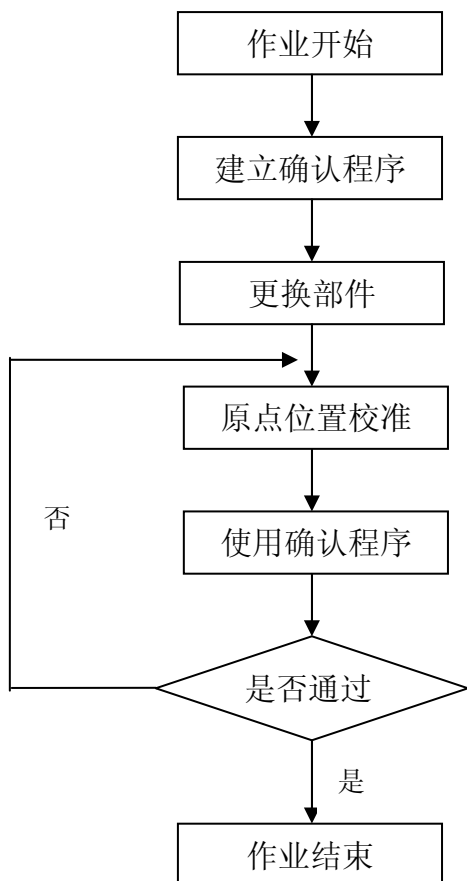 作业开始
建立确认程序
更换部件
原点位置校准
否
使用确认程序
是否通过
是
作业结束